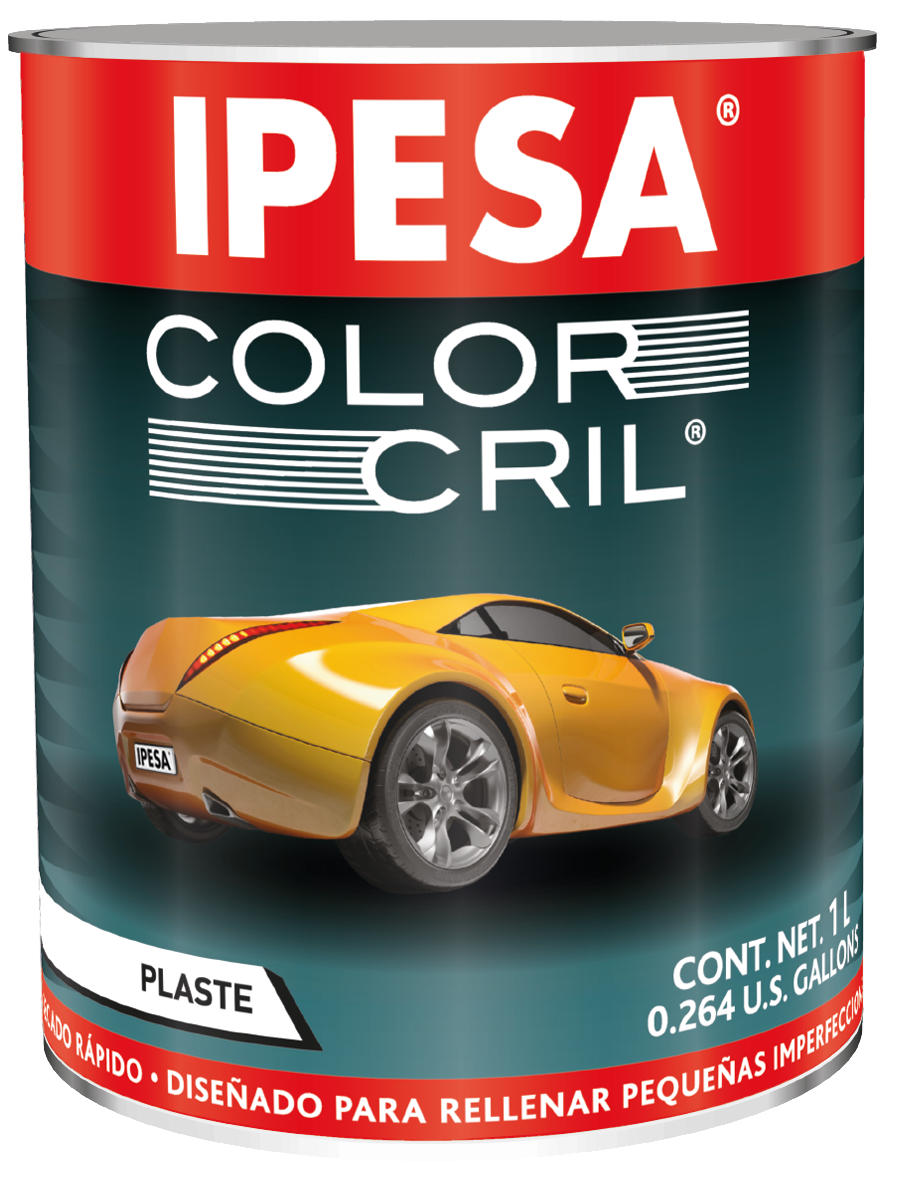 IPESA®
COLOR
CRIL®
IPESA
PLASTE
CONT. NET. 1 L
0.264 U.S. GALLONS
RÁPIDO • DISEÑADO PARA RELLENAR PEQUEÑAS